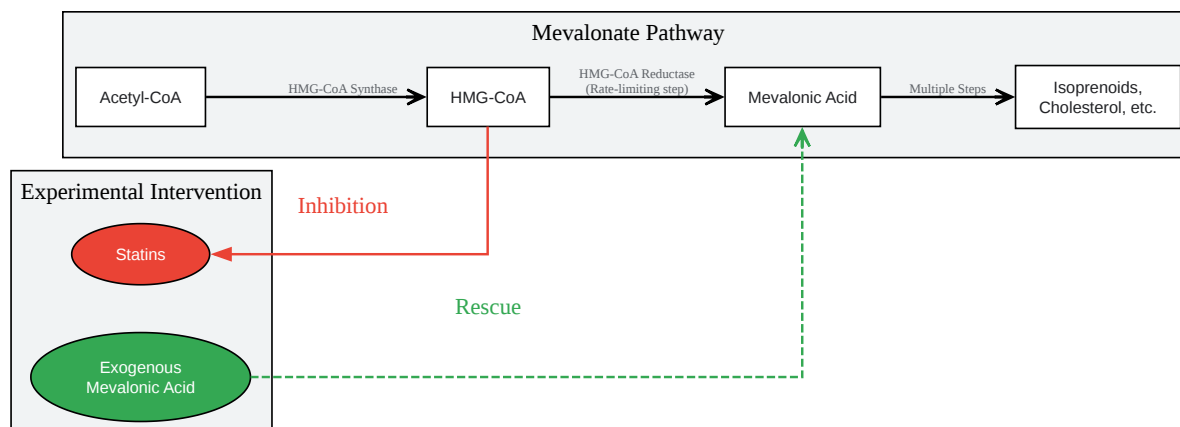 Mevalonate Pathway
Acetyl-CoA
HMG-CoA Synthase
HMG-CoA
HMG-CoA Reductase
(Rate-limiting step)
Mevalonic Acid
Multiple Steps
Isoprenoids,
Cholesterol, etc.
Experimental Intervention
Inhibition
Statins
Rescue
Exogenous
Mevalonic Acid